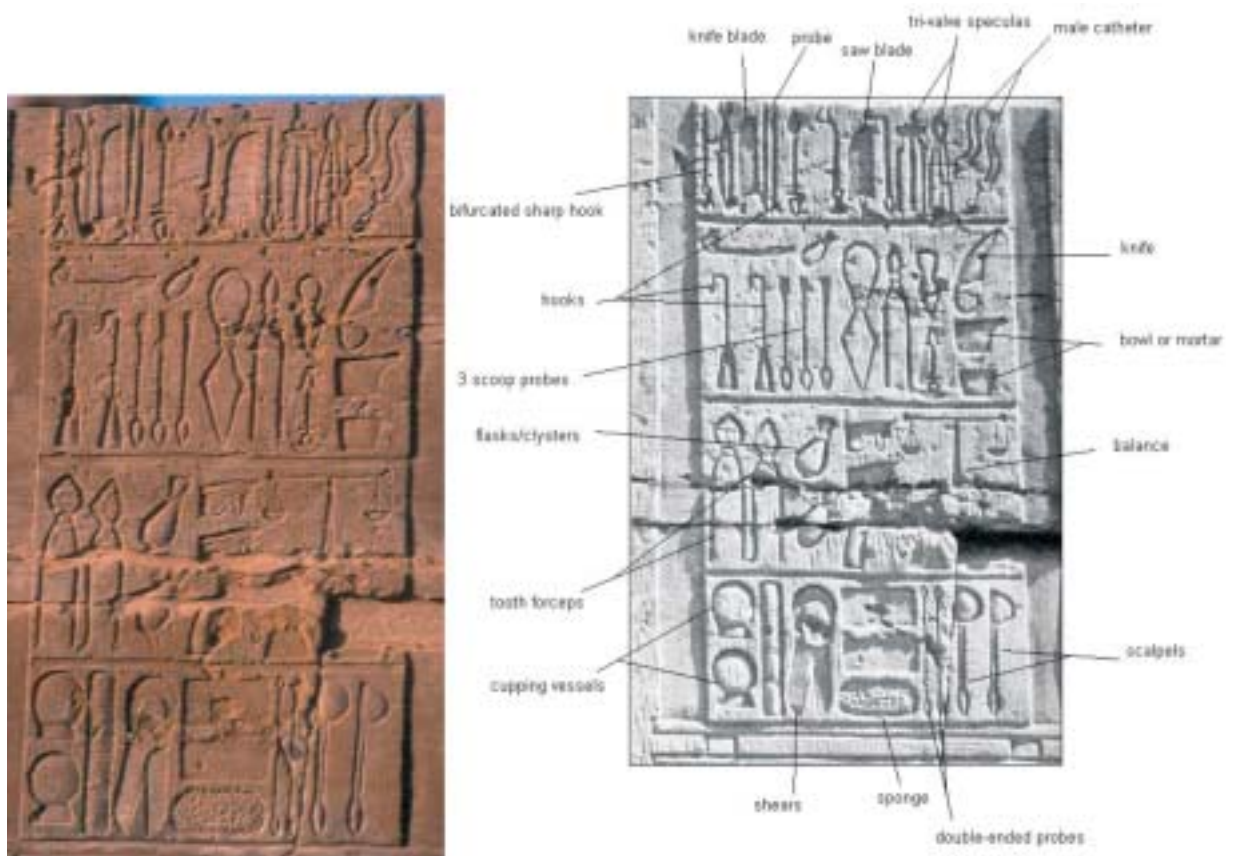 tri-valve speculas
male catheter
knife blade
probe
saw blade
bifurcated sharp hook
knife
hooks
bowl or mortar
3 scoop probes
flasks/clysters
balance
tooth forceps
scalpels
cupping vessels
shears
sponge
double-ended probes